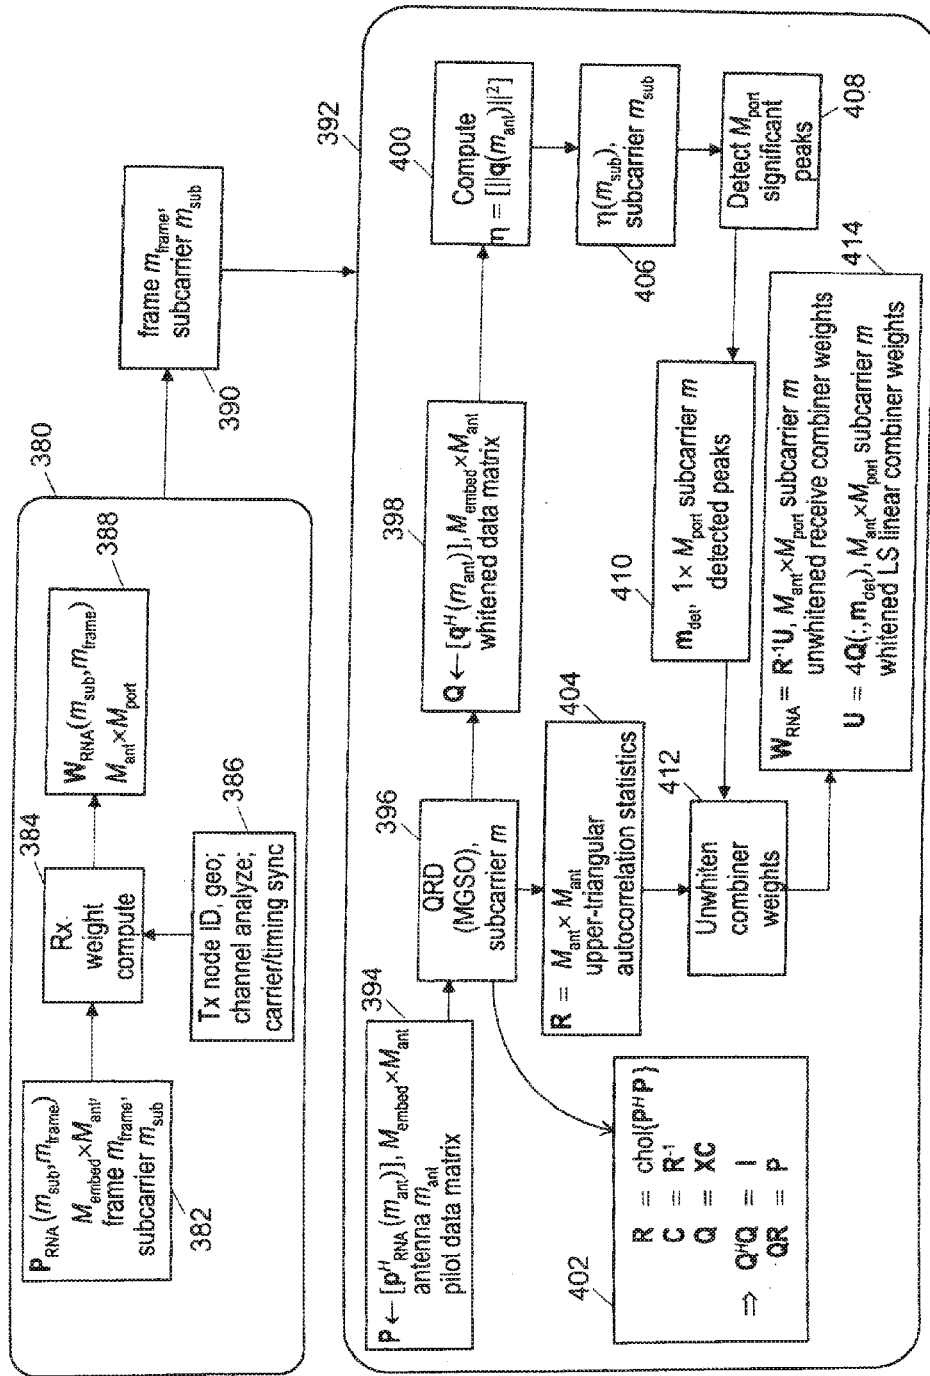 380
P_RNA(m_sub,m_frame)
M_embed×M_ant,
frame m_frame,
subcarrier m_sub
382
Rx
weight
compute
384
Tx node ID, geo;
channel analyze;
carrier/timing sync
386
W_RNA(m_sub,m_frame)
M_ant×M_port
388
frame m_frame,
subcarrier m_sub
390
392
P ← [p^H_RNA(m_ant)], M_embed×M_ant
antenna m_ant
pilot data matrix
394
QRD
(MGSO),
subcarrier m
396
Q ← [q^H(m_ant)], M_embed×M_ant
whitened data matrix
398
Compute
η = [||q(m_ant)||²]
400
R = chol{P^HP}
C = R⁻¹
Q = XC
⇒ Q^HQ = I
QR = P
402
R = M_ant × M_ant
upper-triangular
autocorrelation statistics
404
η(m_sub),
subcarrier m_sub
406
Detect M_port
significant
peaks
408
m_det, 1 × M_port subcarrier m
detected peaks
410
Unwhiten
combiner
weights
412
W_RNA = R⁻¹U, M_ant×M_port subcarrier m
unwhitened receive combiner weights
U = 4Q(:,m_det), M_ant×M_port subcarrier m
whitened LS linear combiner weights
414